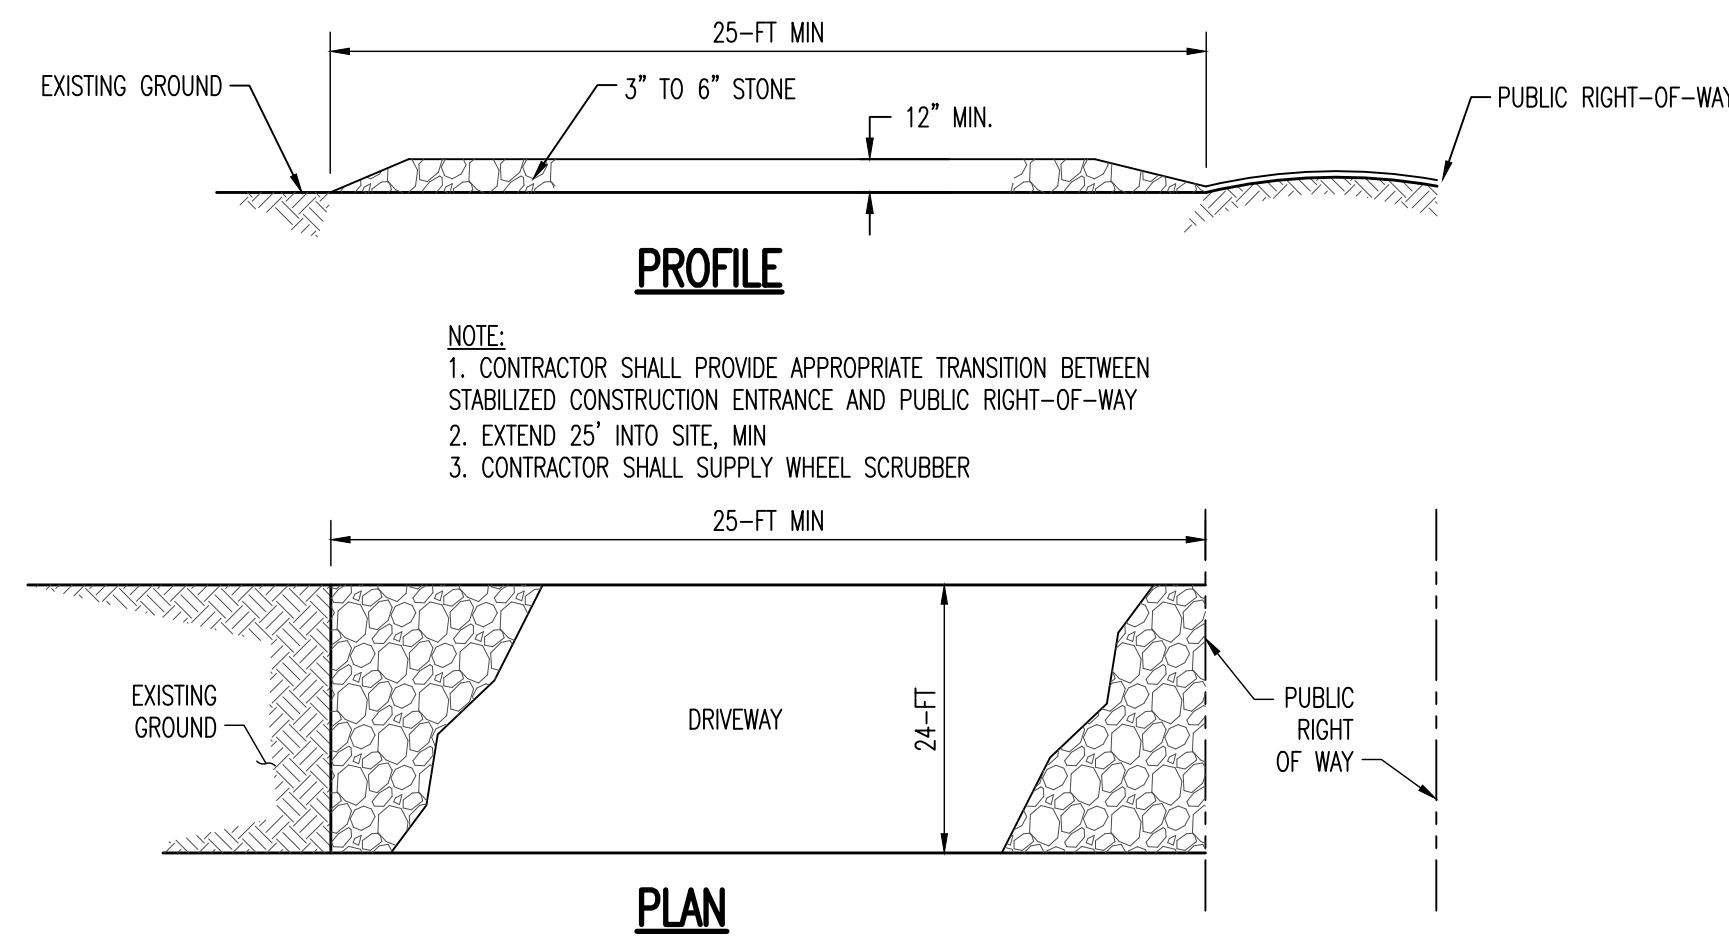 25-FT MIN
EXISTING GROUND
3" TO 6" STONE
12" MIN.
PUBLIC RIGHT-OF-WAY
PROFILE
NOTE:
1. CONTRACTOR SHALL PROVIDE APPROPRIATE TRANSITION BETWEEN
STABILIZED CONSTRUCTION ENTRANCE AND PUBLIC RIGHT-OF-WAY
2. EXTEND 25' INTO SITE, MIN
3. CONTRACTOR SHALL SUPPLY WHEEL SCRUBBER
25-FT MIN
EXISTING
GROUND
DRIVEWAY
24-FT
PUBLIC
RIGHT
OF WAY
PLAN